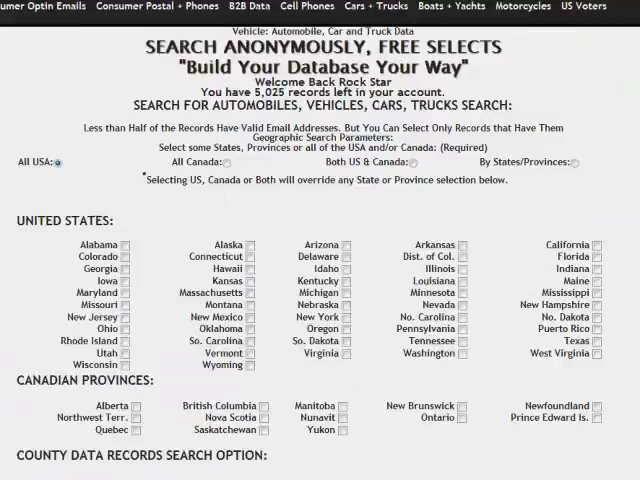 umer Optin Emails Consumer Postal + Phones B2B Data Cell Phones Cars + Trucks Boats + Yachts Motorcycles US Voters
Vehicle: Automobile, Car and Truck Data
SEARCH ANONYMOUSLY, FREE SELECTS
"Build Your Database Your Way"
Welcome Back Rock Star
You have 5,025 records left in your account.
SEARCH FOR AUTOMOBILES, VEHICLES, CARS, TRUCKS SEARCH:
Less than Half of the Records Have Valid Email Addresses. But You Can Select Only Records that Have Them
Geographic Search Parameters:
Select some States, Provinces or all of the USA and/or Canada: (Required)
All USA: All Canada: Both US & Canada: By States/Provinces:
*Selecting US, Canada or Both will override any State or Province selection below.
UNITED STATES:
Alabama Alaska Arizona Arkansas California
Colorado Connecticut Delaware Dist. of Col. Florida
Georgia Hawaii Idaho Illinois Indiana
Iowa Kansas Kentucky Louisiana Maine
Maryland Massachusetts Michigan Minnesota Mississippi
Missouri Montana Nebraska Nevada New Hampshire
New Jersey New Mexico New York No. Carolina No. Dakota
Ohio Oklahoma Oregon Pennsylvania Puerto Rico
Rhode Island So. Carolina So. Dakota Tennessee Texas
Utah Vermont Virginia Washington West Virginia
Wisconsin Wyoming
CANADIAN PROVINCES:
Alberta British Columbia Manitoba New Brunswick Newfoundland
Northwest Terr. Nova Scotia Nunavit Ontario Prince Edward Is.
Quebec Saskatchewan Yukon
COUNTY DATA RECORDS SEARCH OPTION: